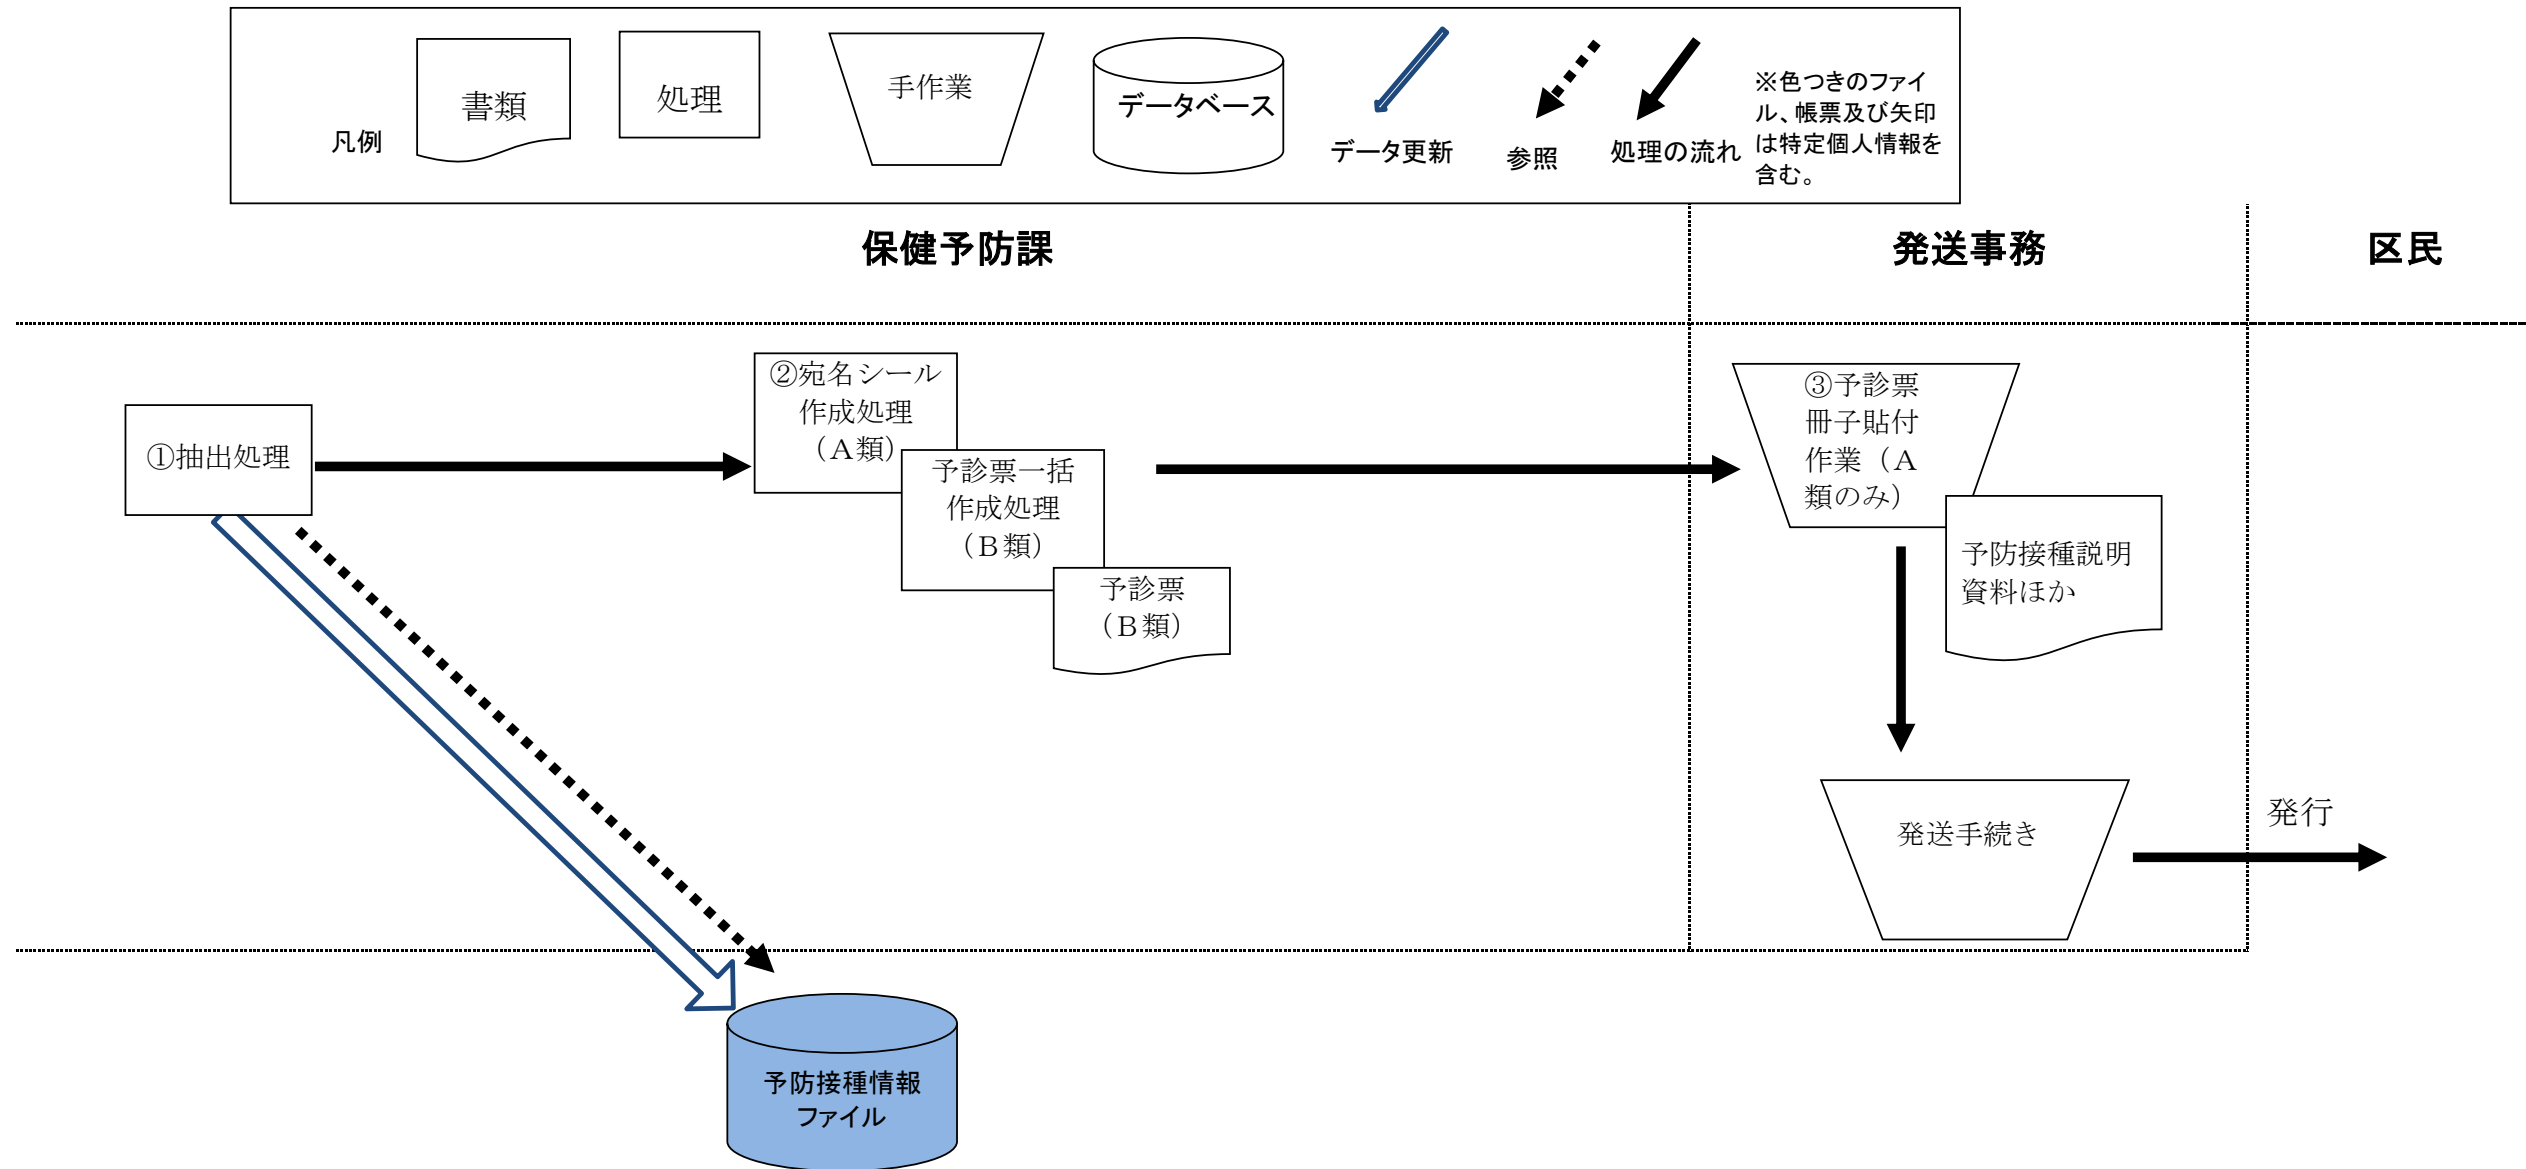 凡例
書類
処理
手作業
データベース
データ更新
参照
処理の流れ
※色つきのファイ
ル、帳票及び矢印
は特定個人情報を
含む。
保健予防課
発送事務
区民
①抽出処理
②宛名シール
作成処理
（Ａ類）
予診票一括
作成処理
（Ｂ類）
予診票
（Ｂ類）
③予診票
冊子貼付
作業（Ａ
類のみ）
予防接種説明
資料ほか
発送手続き
発行
予防接種情報
ファイル